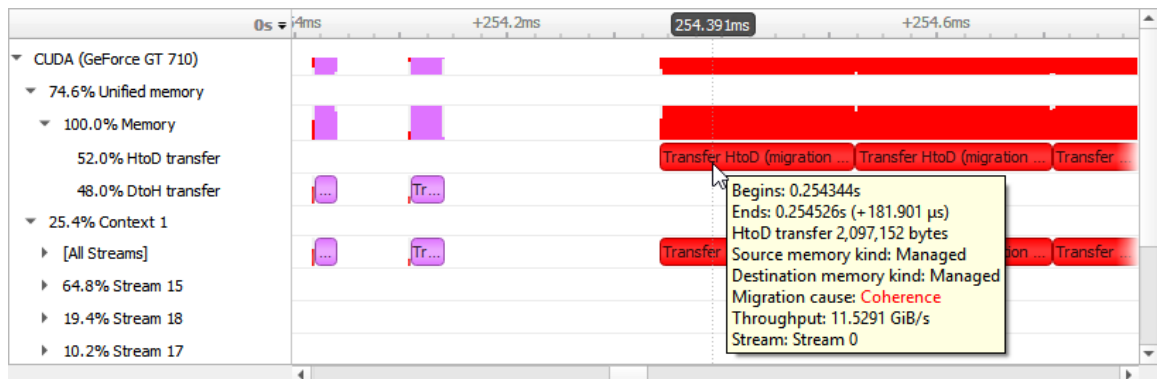 0s 4ms +254.2ms 254.391ms +254.6ms
CUDA (GeForce GT 710)
74.6% Unified memory
100.0% Memory
52.0% HtoD transfer Transfer HtoD (migration ... Transfer HtoD (migration ... Transfer ...
48.0% DtoH transfer ... Tr...
25.4% Context 1
[All Streams] ... Tr... Transfer ion ... Transfer ...
64.8% Stream 15
19.4% Stream 18
10.2% Stream 17
Begins: 0.254344s
Ends: 0.254526s (+181.901 µs)
HtoD transfer 2,097,152 bytes
Source memory kind: Managed
Destination memory kind: Managed
Migration cause: Coherence
Throughput: 11.5291 GiB/s
Stream: Stream 0